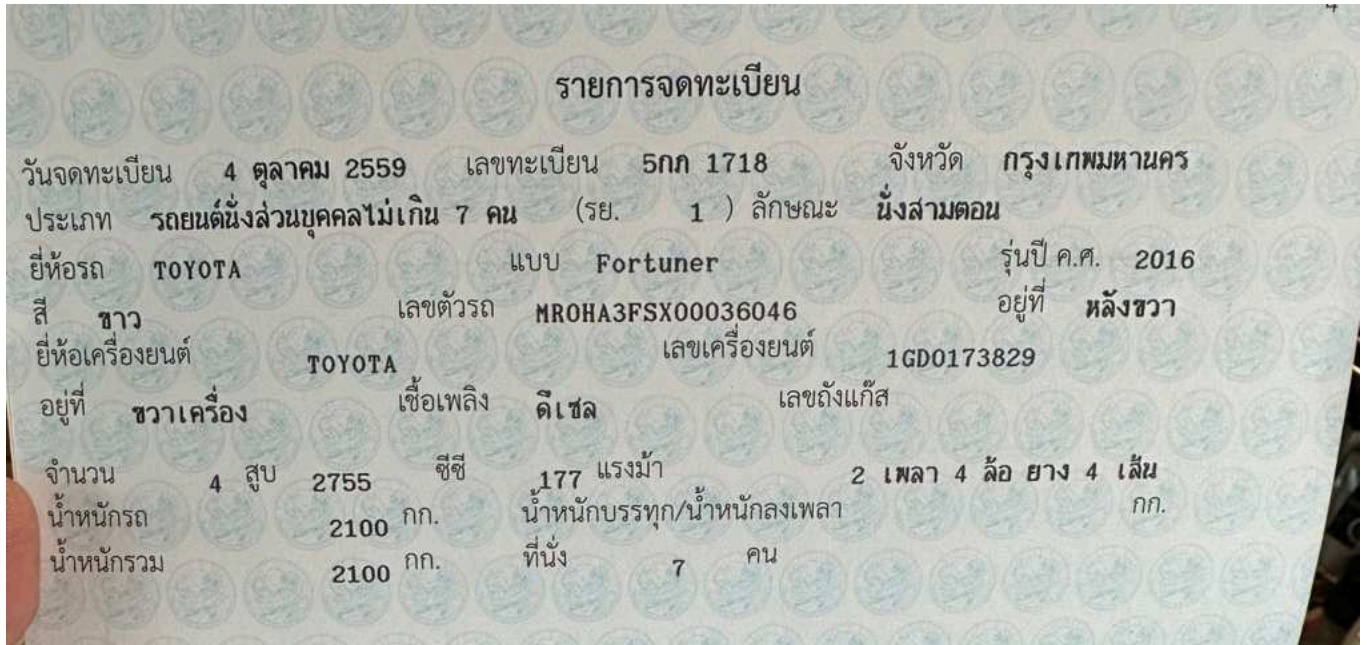 รายการจดทะเบียน
วันจดทะเบียน 4 ตุลาคม 2559 เลขทะเบียน 5กก 1718 จังหวัด กรุงเทพมหานคร
ประเภท รถยนต์นั่งส่วนบุคคลไม่เกิน 7 คน (รย. 1 ) ลักษณะ นั่งสามตอน
ยี่ห้อรถ TOYOTA แบบ Fortuner รุ่นปี ค.ศ. 2016
สี ขาว เลขตัวรถ MR0HA3FSX00036046 อยู่ที่ หลังขวา
ยี่ห้อเครื่องยนต์ TOYOTA เลขเครื่องยนต์ 1GD0173829
อยู่ที่ ขวาเครื่อง เชื้อเพลิง ดีเซล เลขถังแก๊ส
จำนวน 4 สูบ 2755 ซีซี 177 แรงม้า 2 เพลา 4 ล้อ ยาง 4 เส้น
น้ำหนักรถ 2100 กก. น้ำหนักบรรทุก/น้ำหนักลงเพลา กก.
น้ำหนักรวม 2100 กก. ที่นั่ง 7 คน